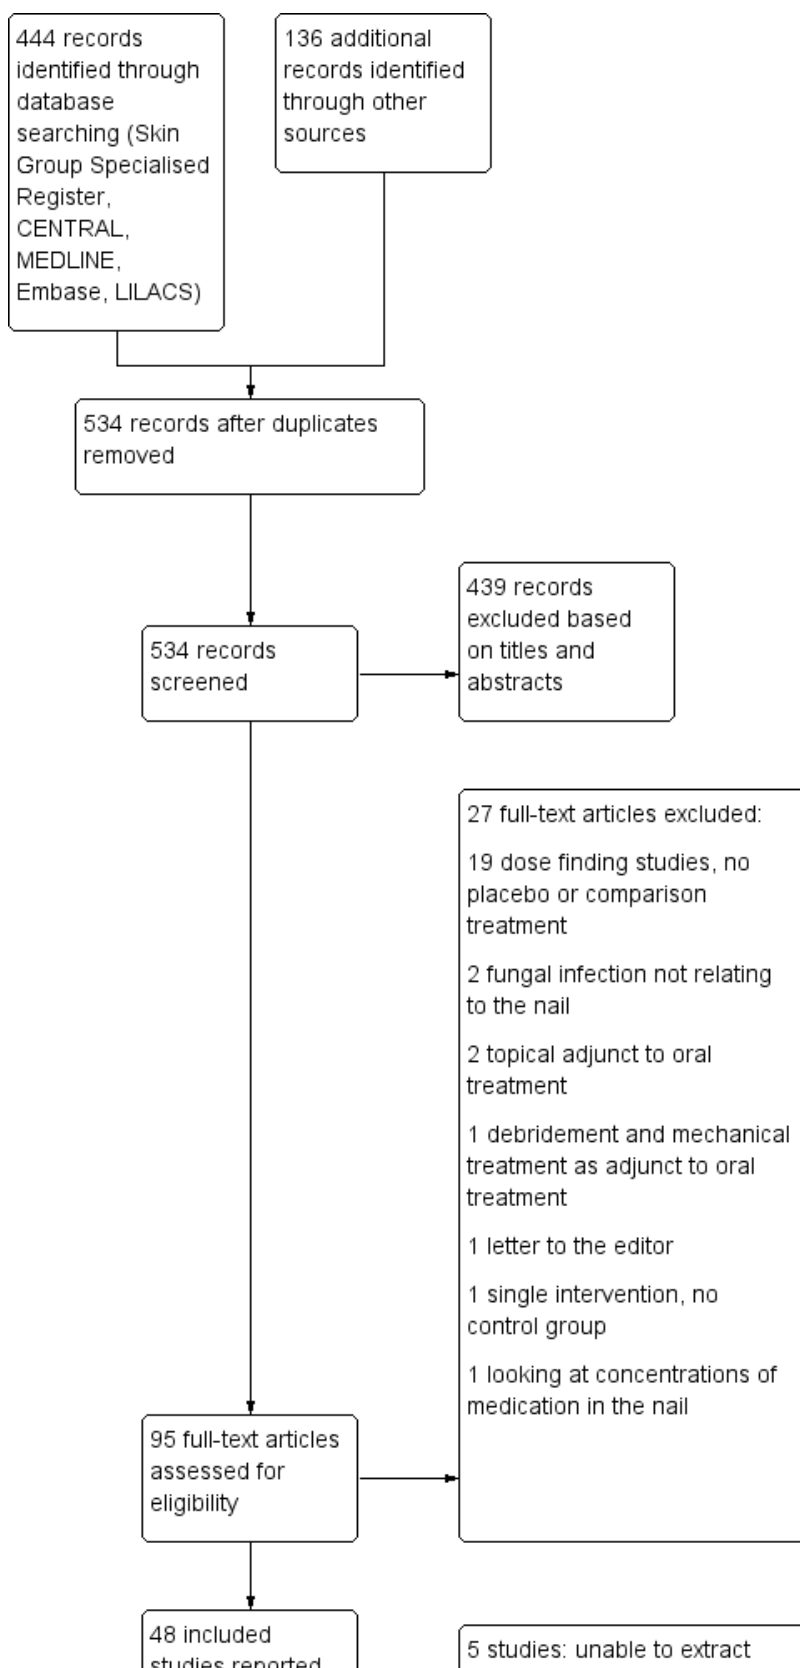 444 records
identified through
database
searching (Skin
Group Specialised
Register,
CENTRAL,
MEDLINE,
Embase, LILACS)
136 additional
records identified
through other
sources
534 records after duplicates
removed
534 records
screened
439 records
excluded based
on titles and
abstracts
27 full-text articles excluded:
19 dose finding studies, no
placebo or comparison
treatment
2 fungal infection not relating
to the nail
2 topical adjunct to oral
treatment
1 debridement and mechanical
treatment as adjunct to oral
treatment
1 letter to the editor
1 single intervention, no
control group
1 looking at concentrations of
medication in the nail
95 full-text articles
assessed for
eligibility
48 included
studies reported
5 studies: unable to extract